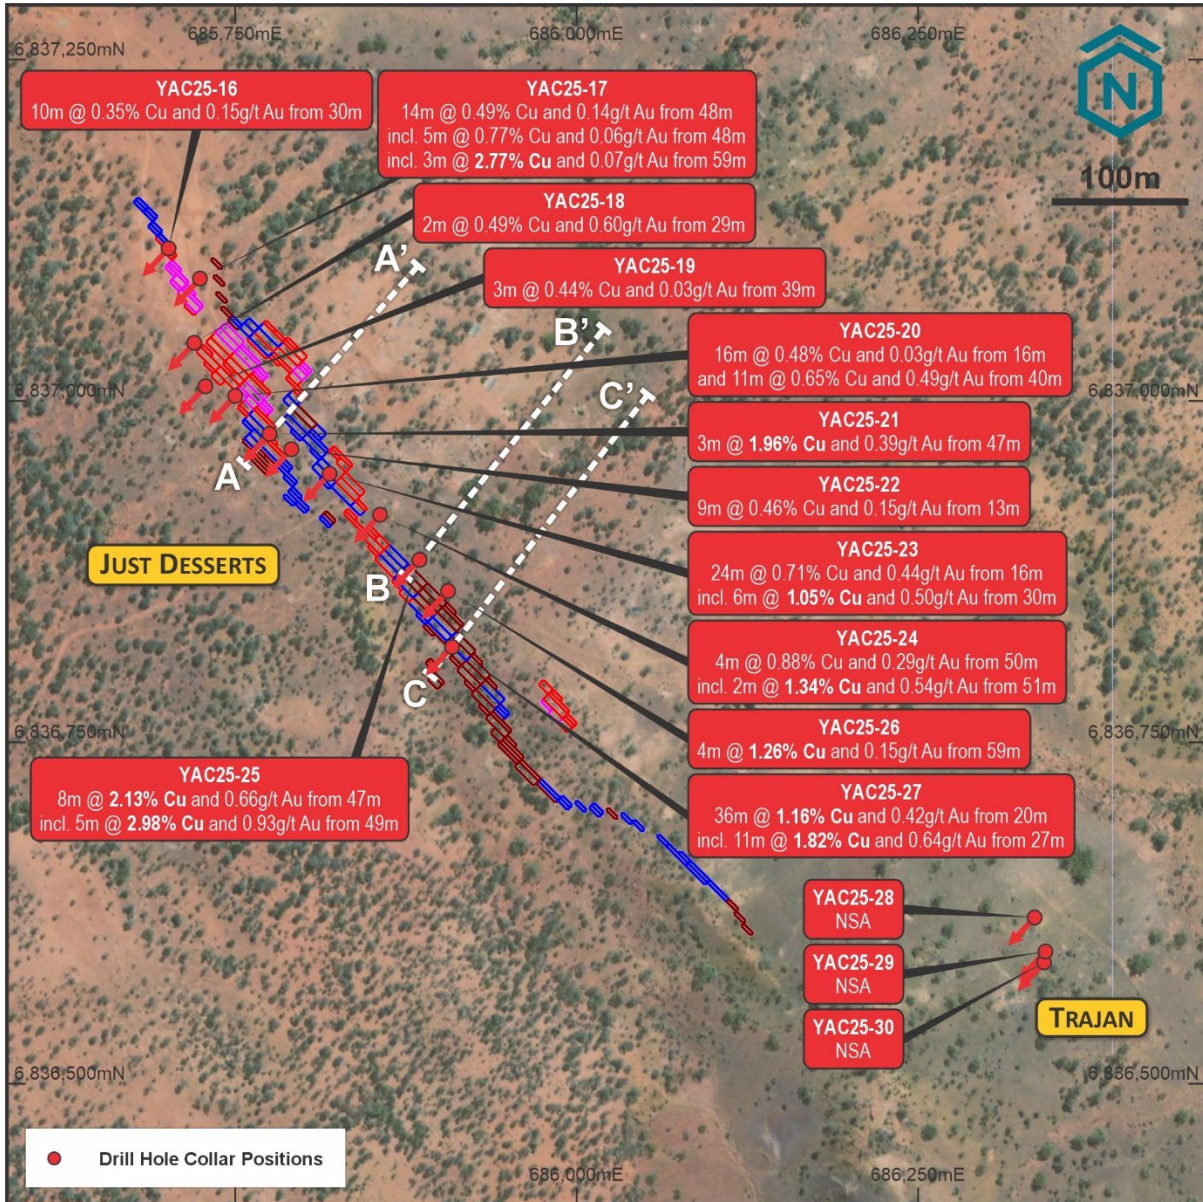 685,750mE
686,000mE
686,250mE
6,837,250mN
N
100m
YAC25-16
10m @ 0.35% Cu and 0.15g/t Au from 30m
YAC25-17
14m @ 0.49% Cu and 0.14g/t Au from 48m
incl. 5m @ 0.77% Cu and 0.06g/t Au from 48m
incl. 3m @ 2.77% Cu and 0.07g/t Au from 59m
YAC25-18
2m @ 0.49% Cu and 0.60g/t Au from 29m
A'
YAC25-19
3m @ 0.44% Cu and 0.03g/t Au from 39m
B'
C'
YAC25-20
16m @ 0.48% Cu and 0.03g/t Au from 16m
and 11m @ 0.65% Cu and 0.49g/t Au from 40m
6,837,000mN
6,837,000mN
YAC25-21
3m @ 1.96% Cu and 0.39g/t Au from 47m
A
YAC25-22
9m @ 0.46% Cu and 0.15g/t Au from 13m
JUST DESSERTS
YAC25-23
24m @ 0.71% Cu and 0.44g/t Au from 16m
incl. 6m @ 1.05% Cu and 0.50g/t Au from 30m
B
YAC25-24
4m @ 0.88% Cu and 0.29g/t Au from 50m
incl. 2m @ 1.34% Cu and 0.54g/t Au from 51m
C
YAC25-26
4m @ 1.26% Cu and 0.15g/t Au from 59m
6,836,750mN
6,836,750mN
YAC25-25
8m @ 2.13% Cu and 0.66g/t Au from 47m
incl. 5m @ 2.98% Cu and 0.93g/t Au from 49m
YAC25-27
36m @ 1.16% Cu and 0.42g/t Au from 20m
incl. 11m @ 1.82% Cu and 0.64g/t Au from 27m
YAC25-28
NSA
YAC25-29
NSA
YAC25-30
NSA
TRAJAN
6,836,500mN
6,836,500mN
Drill Hole Collar Positions
686,000mE
686,250mE